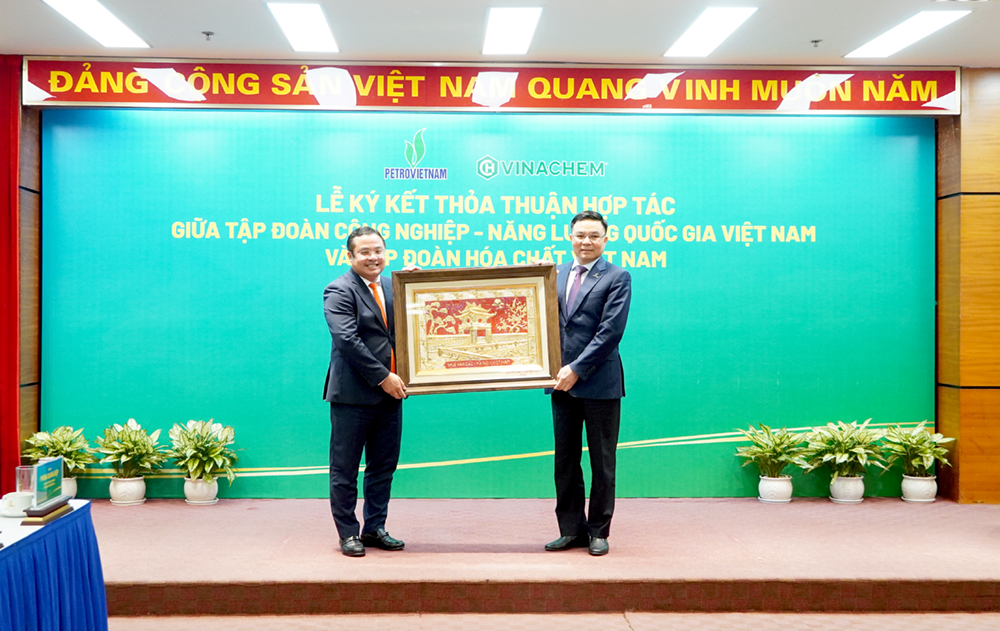 ĐẢNG CỘNG SẢN VIỆT NAM QUANG VINH MUÔN NĂM
PETROVIETNAM
VINACHEM
LỄ KÝ KẾT THỎA THUẬN HỢP TÁC
GIỮA TẬP ĐOÀN CÔNG NGHIỆP - NĂNG LƯỢNG QUỐC GIA VIỆT NAM
VÀ TẬP ĐOÀN HÓA CHẤT VIỆT NAM